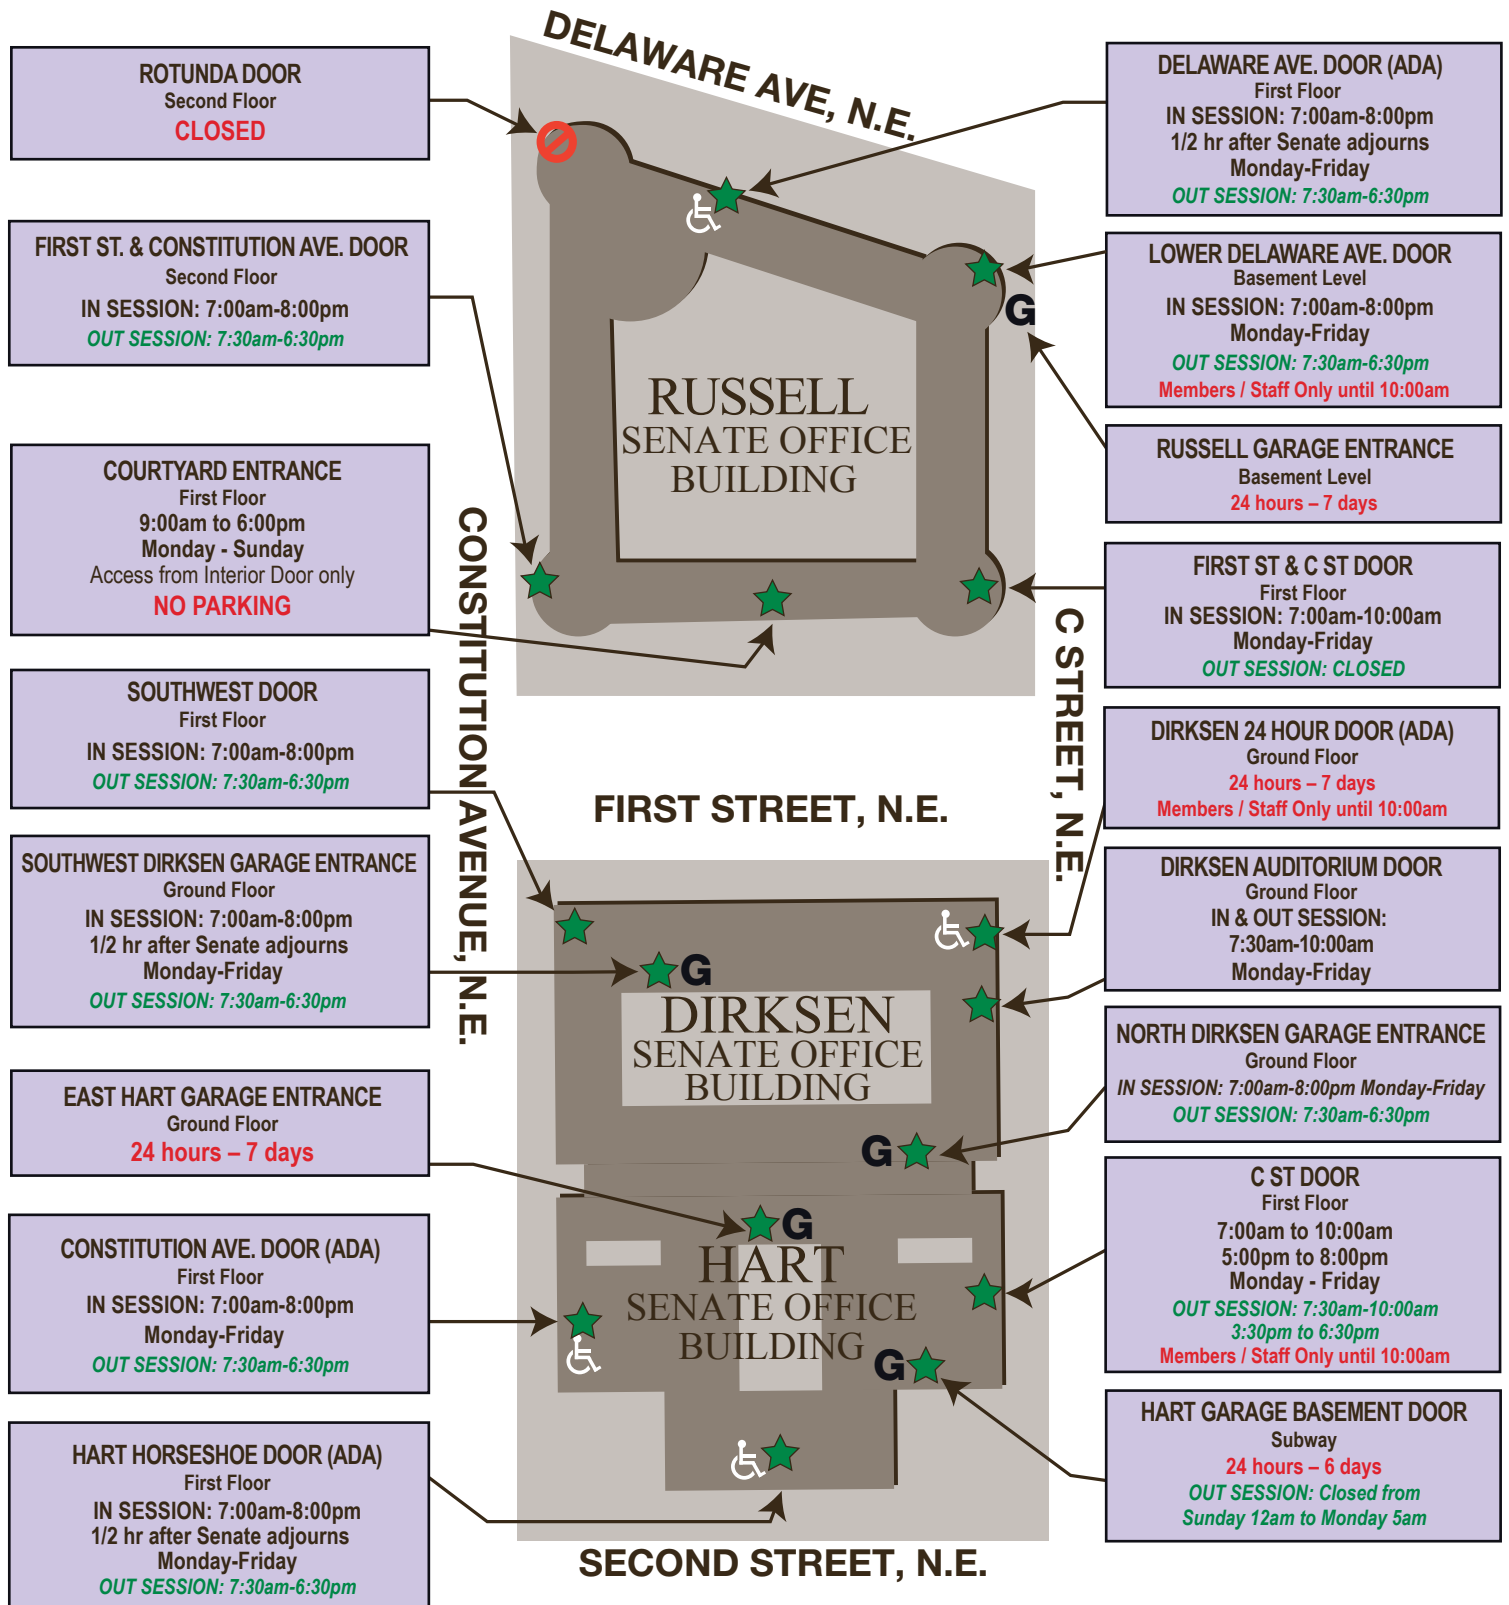 DELAWARE AVE, N.E.
ROTUNDA DOOR
Second Floor
CLOSED
FIRST ST. & CONSTITUTION AVE. DOOR
Second Floor
IN SESSION: 7:00am-8:00pm
OUT SESSION: 7:30am-6:30pm
COURTYARD ENTRANCE
First Floor
9:00am to 6:00pm
Monday - Sunday
Access from Interior Door only
NO PARKING
SOUTHWEST DOOR
First Floor
IN SESSION: 7:00am-8:00pm
OUT SESSION: 7:30am-6:30pm
SOUTHWEST DIRKSEN GARAGE ENTRANCE
Ground Floor
IN SESSION: 7:00am-8:00pm
1/2 hr after Senate adjourns
Monday-Friday
OUT SESSION: 7:30am-6:30pm
EAST HART GARAGE ENTRANCE
Ground Floor
24 hours – 7 days
CONSTITUTION AVE. DOOR (ADA)
First Floor
IN SESSION: 7:00am-8:00pm
Monday-Friday
OUT SESSION: 7:30am-6:30pm
HART HORSESHOE DOOR (ADA)
First Floor
IN SESSION: 7:00am-8:00pm
1/2 hr after Senate adjourns
Monday-Friday
OUT SESSION: 7:30am-6:30pm
CONSTITUTION AVENUE, N.E.
G
RUSSELL
SENATE OFFICE
BUILDING
FIRST STREET, N.E.
G
DIRKSEN
SENATE OFFICE
BUILDING
G
G
HART
SENATE OFFICE
BUILDING
G
SECOND STREET, N.E.
C STREET, N.E.
DELAWARE AVE. DOOR (ADA)
First Floor
IN SESSION: 7:00am-8:00pm
1/2 hr after Senate adjourns
Monday-Friday
OUT SESSION: 7:30am-6:30pm
LOWER DELAWARE AVE. DOOR
Basement Level
IN SESSION: 7:00am-8:00pm
Monday-Friday
OUT SESSION: 7:30am-6:30pm
Members / Staff Only until 10:00am
RUSSELL GARAGE ENTRANCE
Basement Level
24 hours – 7 days
FIRST ST & C ST DOOR
First Floor
IN SESSION: 7:00am-10:00am
Monday-Friday
OUT SESSION: CLOSED
DIRKSEN 24 HOUR DOOR (ADA)
Ground Floor
24 hours – 7 days
Members / Staff Only until 10:00am
DIRKSEN AUDITORIUM DOOR
Ground Floor
IN & OUT SESSION:
7:30am-10:00am
Monday-Friday
NORTH DIRKSEN GARAGE ENTRANCE
Ground Floor
IN SESSION: 7:00am-8:00pm Monday-Friday
OUT SESSION: 7:30am-6:30pm
C ST DOOR
First Floor
7:00am to 10:00am
5:00pm to 8:00pm
Monday - Friday
OUT SESSION: 7:30am-10:00am
3:30pm to 6:30pm
Members / Staff Only until 10:00am
HART GARAGE BASEMENT DOOR
Subway
24 hours – 6 days
OUT SESSION: Closed from
Sunday 12am to Monday 5am